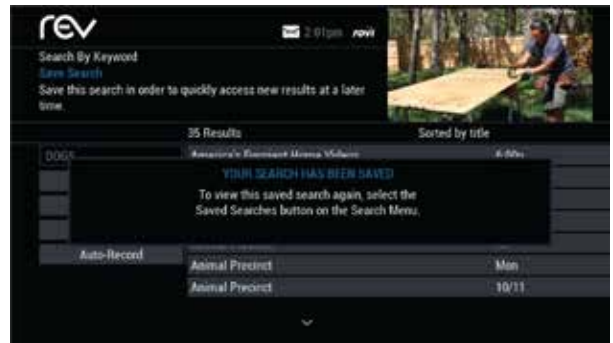 rev
2:01pm rovi
Search By Keyword
Save Search
Save this search in order to quickly access new results at a later
time.
35 Results Sorted by title
DOGS America's Funniest Home Videos 6:00p
YOUR SEARCH HAS BEEN SAVED
To view this saved search again, select the
Saved Searches button on the Search Menu.
Auto-Record
Animal Precinct Mon
Animal Precinct 10/11